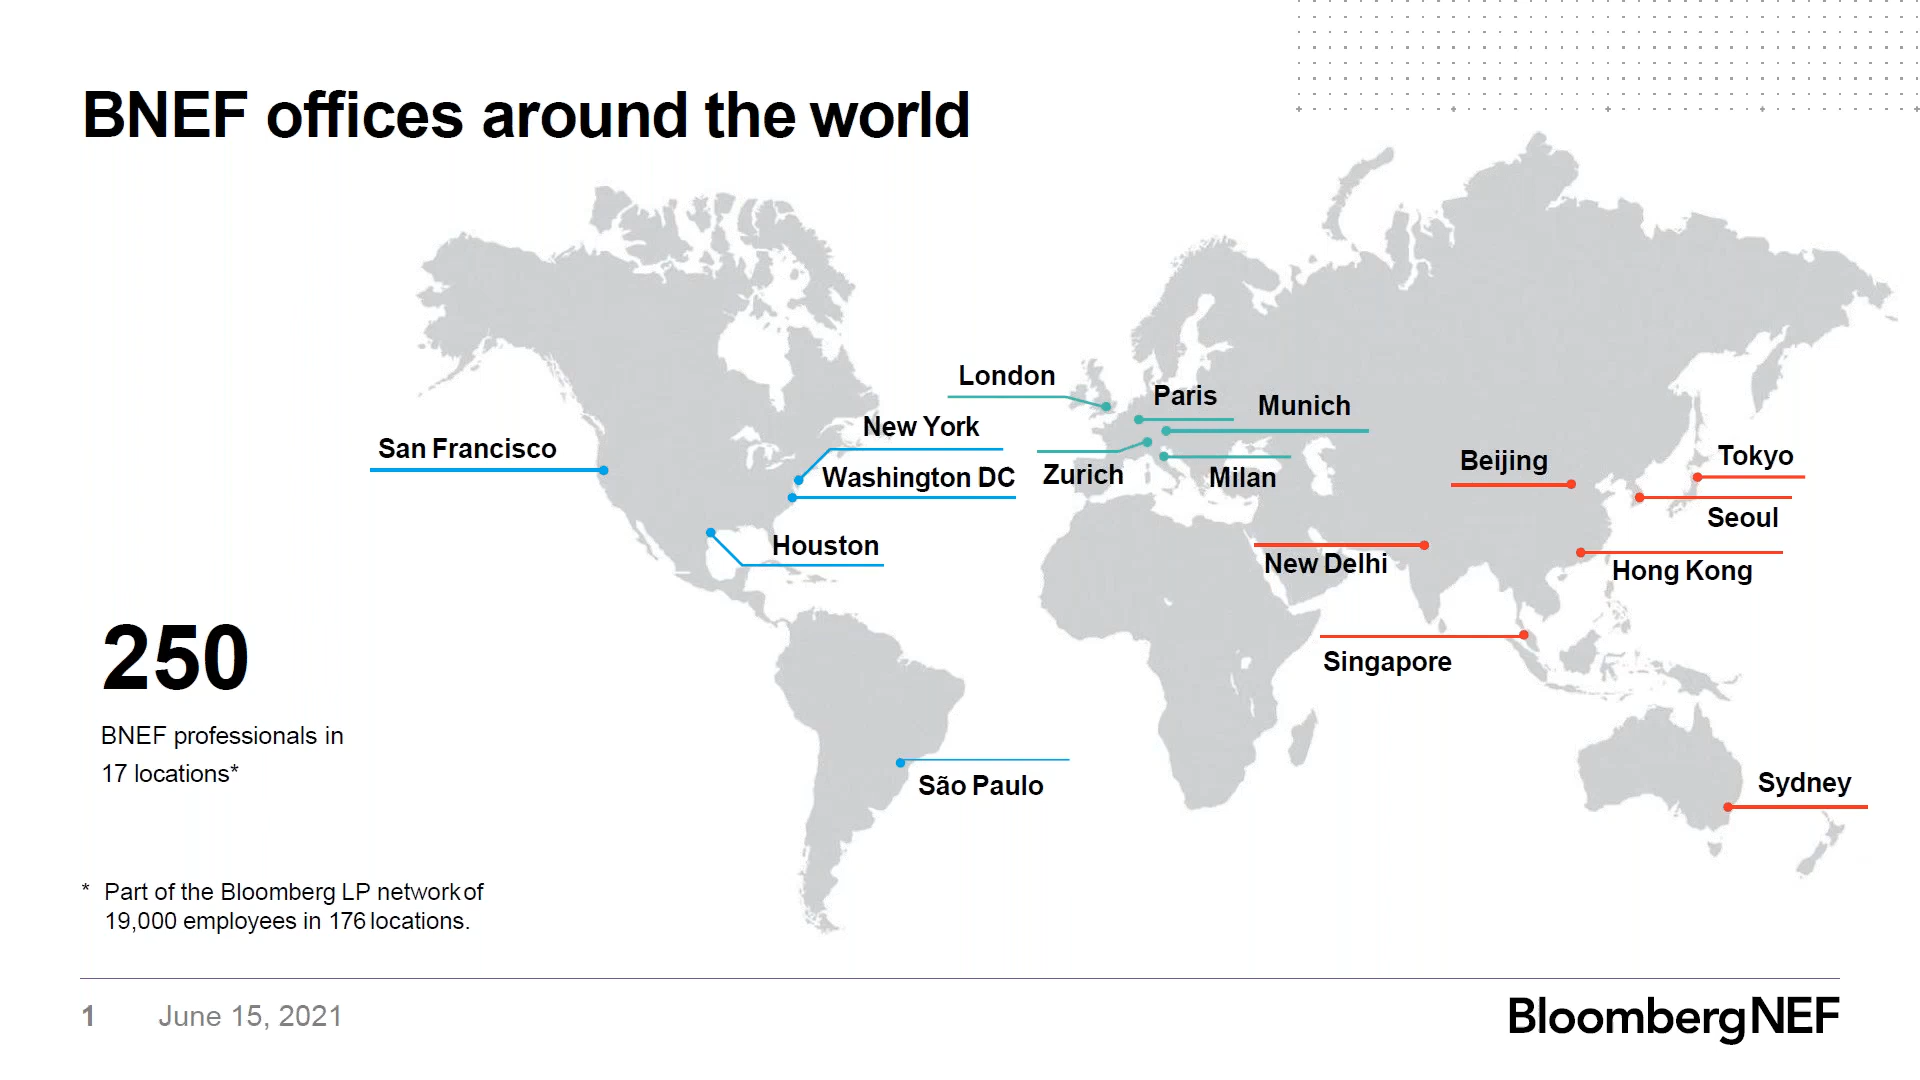 BNEF offices around the world
London
Paris
Munich
New York
San Francisco
Washington DC
Zurich
Milan
Beijing
Tokyo
Seoul
Houston
New Delhi
Hong Kong
Singapore
250
BNEF professionals in
17 locations*
São Paulo
Sydney
* Part of the Bloomberg LP network of
19,000 employees in 176 locations.
1 June 15, 2021
BloombergNEF